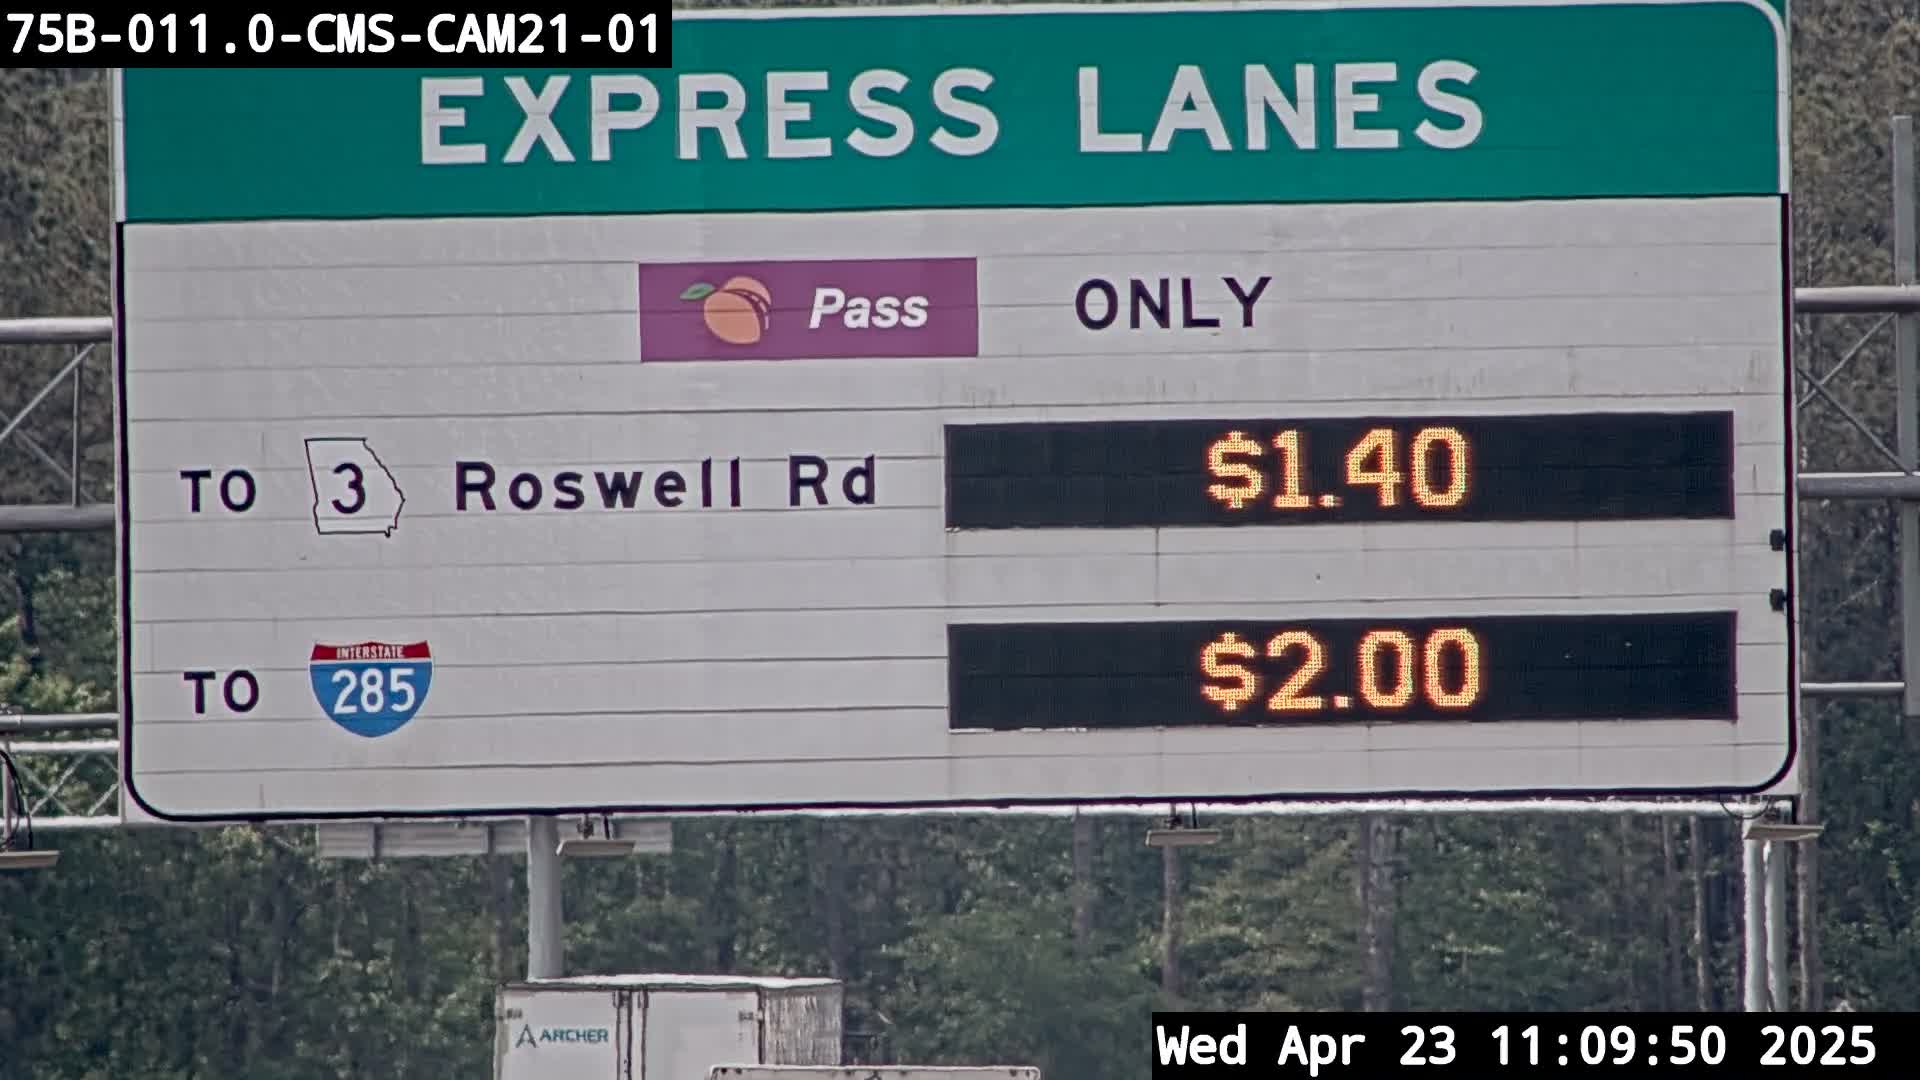 75B-011.0-CMS-CAM21-01
EXPRESS LANES
Pass ONLY
TO 3 Roswell Rd $1.40
INTERSTATE
TO 285 $2.00
ARCHER
Wed Apr 23 11:09:50 2025